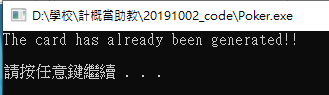 D:\學校\計概當助教\20191002_code\Poker.exe
The card has already been generated!!
請按任意鍵繼續 . . .